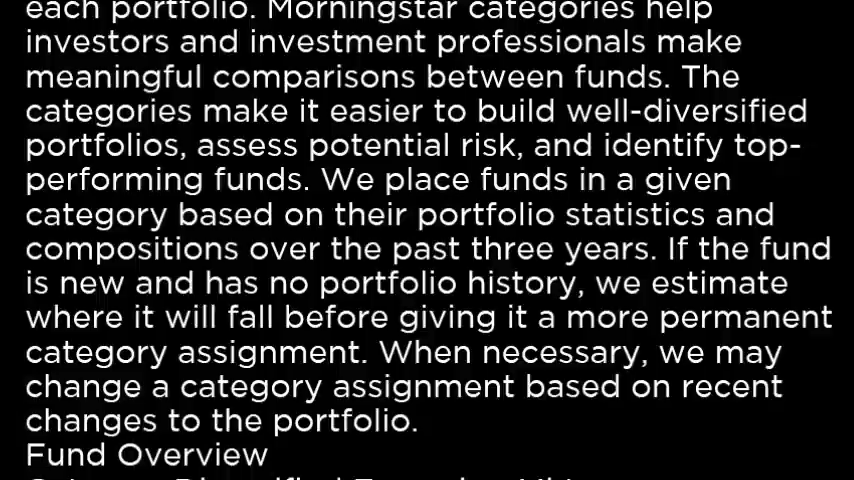 each portfolio. Morningstar categories help
investors and investment professionals make
meaningful comparisons between funds. The
categories make it easier to build well-diversified
portfolios, assess potential risk, and identify top-
performing funds. We place funds in a given
category based on their portfolio statistics and
compositions over the past three years. If the fund
is new and has no portfolio history, we estimate
where it will fall before giving it a more permanent
category assignment. When necessary, we may
change a category assignment based on recent
changes to the portfolio.
Fund Overview